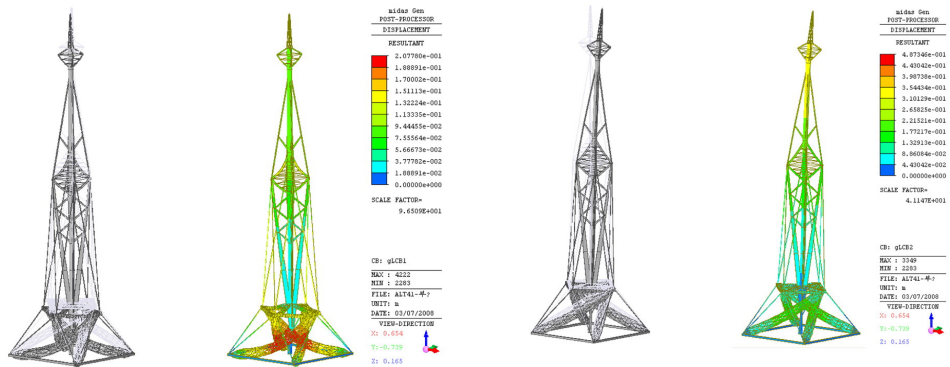 midas Gen
POST-PROCESSOR
DISPLACEMENT
RESULTANT
2.07780e-001
1.88891e-001
1.70002e-001
1.51113e-001
1.32224e-001
1.13335e-001
9.44455e-002
7.55564e-002
5.66673e-002
3.77782e-002
1.88891e-002
0.00000e+000
SCALE FACTOR=
9.6509E+001
CB: gLCB1
MAX : 4222
MIN : 2283
FILE: ALT41-부?
UNIT: m
DATE: 03/07/2008
VIEW-DIRECTION
X: 0.654
Y:-0.739
Z: 0.165
midas Gen
POST-PROCESSOR
DISPLACEMENT
RESULTANT
4.87346e-001
4.43042e-001
3.98738e-001
3.54434e-001
3.10129e-001
2.65825e-001
2.21521e-001
1.77217e-001
1.32913e-001
8.86084e-002
4.43042e-002
0.00000e+000
SCALE FACTOR=
4.1147E+001
CB: gLCB2
MAX : 3349
MIN : 2283
FILE: ALT41-부?
UNIT: m
DATE: 03/07/2008
VIEW-DIRECTION
X: 0.654
Y:-0.739
Z: 0.165